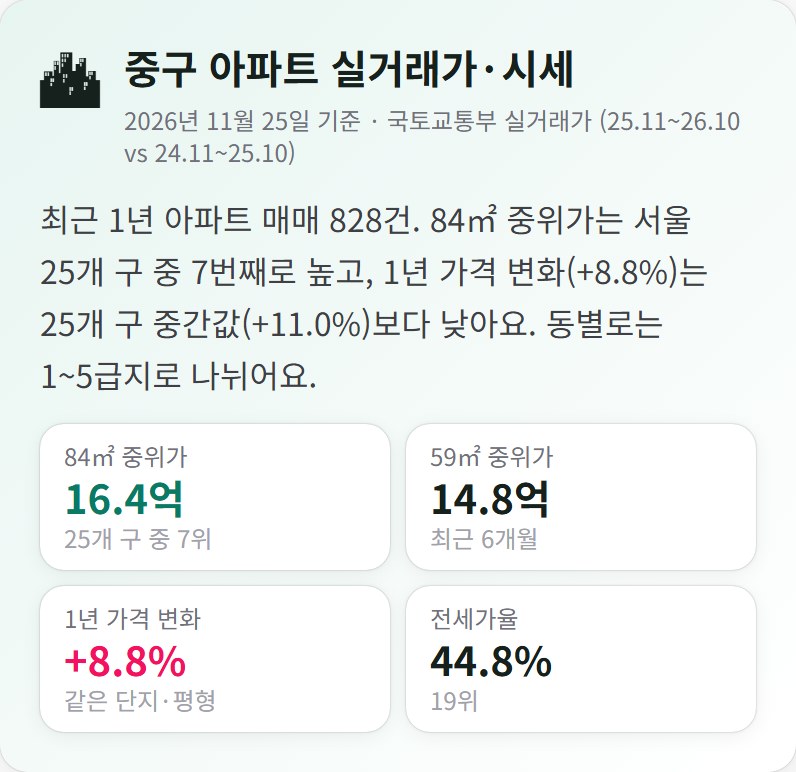 중구 아파트 실거래가·시세
2026년 11월 25일 기준 · 국토교통부 실거래가 (25.11~26.10
vs 24.11~25.10)
최근 1년 아파트 매매 828건. 84㎡ 중위가는 서울
25개 구 중 7번째로 높고, 1년 가격 변화(+8.8%)는
25개 구 중간값(+11.0%)보다 낮아요. 동별로는
1~5급지로 나뉘어요.
84㎡ 중위가
16.4억
25개 구 중 7위
59㎡ 중위가
14.8억
최근 6개월
1년 가격 변화
+8.8%
같은 단지·평형
전세가율
44.8%
19위